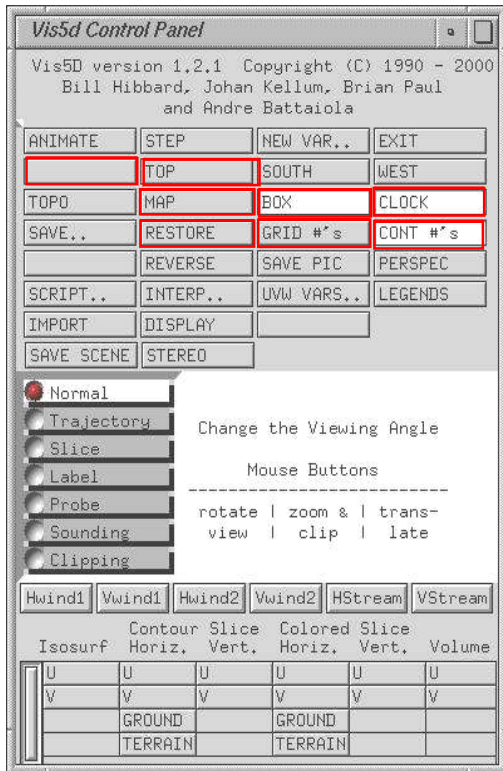 Vis5d Control Panel
Vis5D version 1.2.1 Copyright (C) 1990 - 2000
Bill Hibbard, Johan Kellum, Brian Paul
and Andre Battaiola
ANIMATE STEP NEW VAR.. EXIT
TOP SOUTH WEST
TOPO MAP BOX CLOCK
SAVE.. RESTORE GRID #'s CONT #'s
REVERSE SAVE PIC PERSPEC
SCRIPT.. INTERP.. UVW VARS.. LEGENDS
IMPORT DISPLAY
SAVE SCENE STEREO
Normal
Trajectory
Slice
Label
Probe
Sounding
Clipping
Change the Viewing Angle
Mouse Buttons
----------------------------
rotate | zoom & | trans-
view | clip | late
Hwind1 Vwind1 Hwind2 Vwind2 HStream VStream
Contour Slice Colored Slice
Isosurf Horiz. Vert. Horiz. Vert. Volume
U U U U U U
V V V V V V
GROUND GROUND
TERRAIN TERRAIN